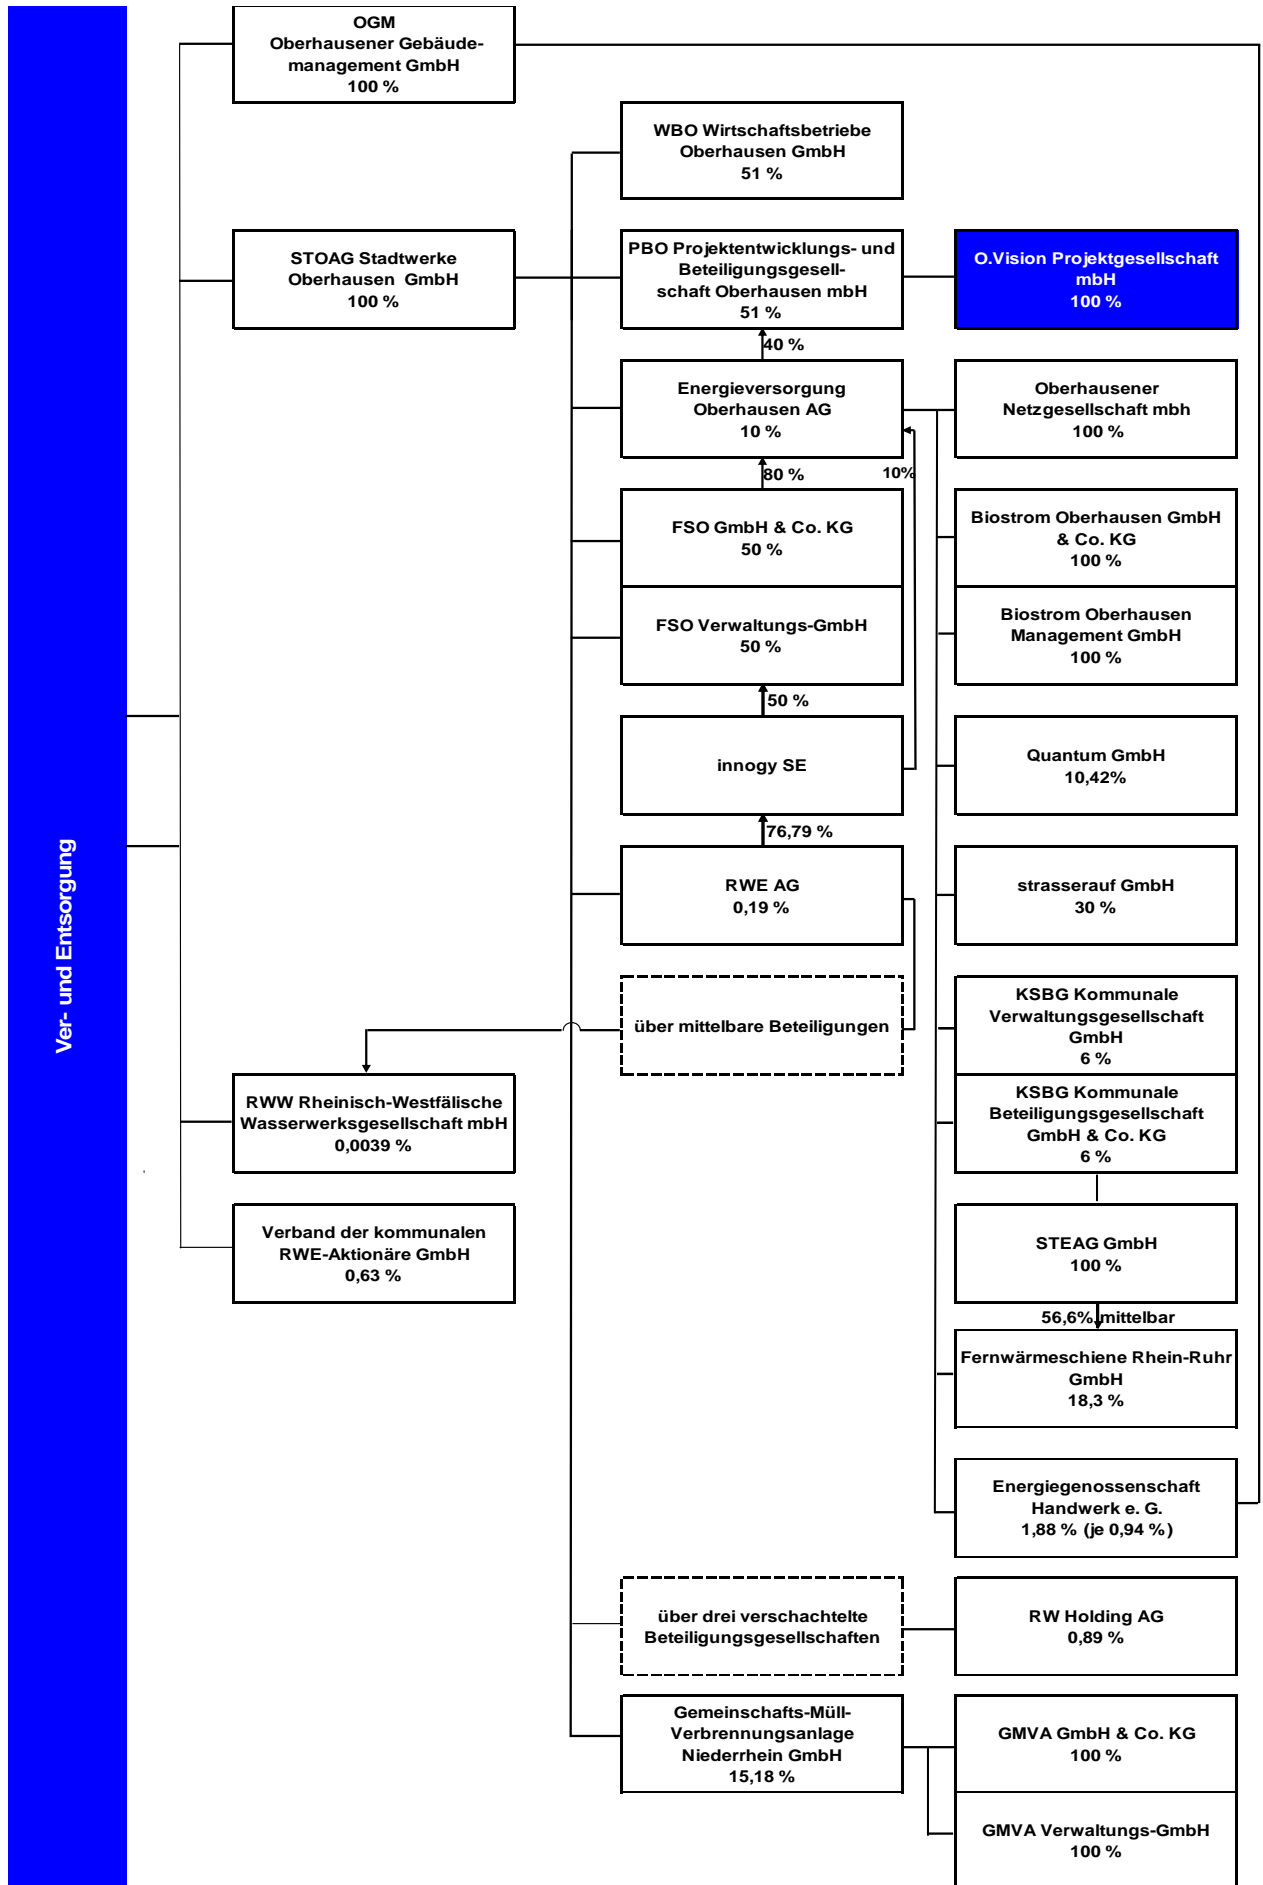 Ver- und Entsorgung
OGM
Oberhausener Gebäude-
management GmbH
100 %
WBO Wirtschaftsbetriebe
Oberhausen GmbH
51 %
STOAG Stadtwerke
Oberhausen GmbH
100 %
PBO Projektentwicklungs- und
Beteiligungsgesell-
schaft Oberhausen mbH
51 %
O.Vision Projektgesellschaft
mbH
100 %
40 %
Energieversorgung
Oberhausen AG
10 %
Oberhausener
Netzgesellschaft mbh
100 %
80 %
10%
FSO GmbH & Co. KG
50 %
Biostrom Oberhausen GmbH
& Co. KG
100 %
FSO Verwaltungs-GmbH
50 %
Biostrom Oberhausen
Management GmbH
100 %
50 %
innogy SE
Quantum GmbH
10,42%
76,79 %
RWE AG
0,19 %
strasserauf GmbH
30 %
über mittelbare Beteiligungen
KSBG Kommunale
Verwaltungsgesellschaft
GmbH
6 %
RWW Rheinisch-Westfälische
Wasserwerksgesellschaft mbH
0,0039 %
KSBG Kommunale
Beteiligungsgesellschaft
GmbH & Co. KG
6 %
Verband der kommunalen
RWE-Aktionäre GmbH
0,63 %
STEAG GmbH
100 %
56,6% mittelbar
Fernwärmeschiene Rhein-Ruhr
GmbH
18,3 %
Energiegenossenschaft
Handwerk e. G.
1,88 % (je 0,94 %)
über drei verschachtelte
Beteiligungsgesellschaften
RW Holding AG
0,89 %
Gemeinschafts-Müll-
Verbrennungsanlage
Niederrhein GmbH
15,18 %
GMVA GmbH & Co. KG
100 %
GMVA Verwaltungs-GmbH
100 %